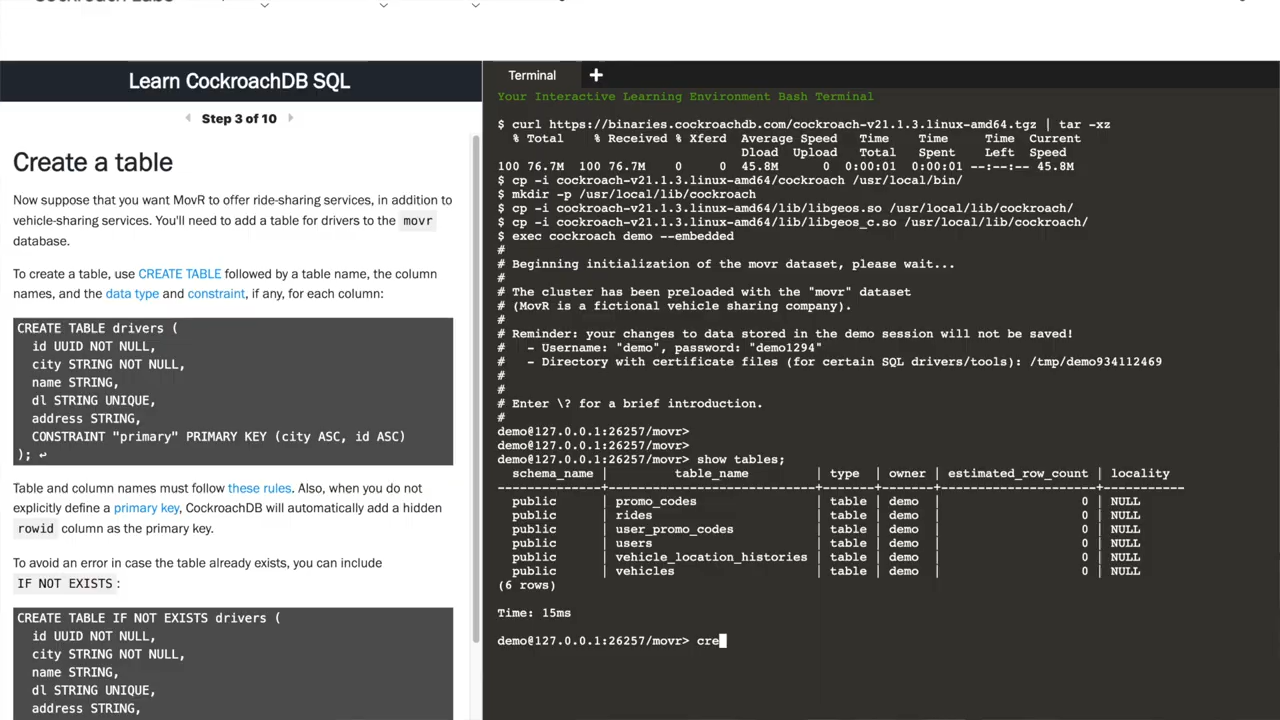 Learn CockroachDB SQL
Step 3 of 10
Create a table
Now suppose that you want MovR to offer ride-sharing services, in addition to
vehicle-sharing services. You'll need to add a table for drivers to the movr
database.
To create a table, use CREATE TABLE followed by a table name, the column
names, and the data type and constraint, if any, for each column:
CREATE TABLE drivers (
id UUID NOT NULL,
city STRING NOT NULL,
name STRING,
dl STRING UNIQUE,
address STRING,
CONSTRAINT "primary" PRIMARY KEY (city ASC, id ASC)
); ↩
Table and column names must follow these rules. Also, when you do not
explicitly define a primary key, CockroachDB will automatically add a hidden
rowid column as the primary key.
To avoid an error in case the table already exists, you can include
IF NOT EXISTS :
CREATE TABLE IF NOT EXISTS drivers (
id UUID NOT NULL,
city STRING NOT NULL,
name STRING,
dl STRING UNIQUE,
address STRING,
Terminal +
Your Interactive Learning Environment Bash Terminal
$ curl https://binaries.cockroachdb.com/cockroach-v21.1.3.linux-amd64.tgz | tar -xz
% Total % Received % Xferd Average Speed Time Time Time Current
Dload Upload Total Spent Left Speed
100 76.7M 100 76.7M 0 0 45.8M 0 0:00:01 0:00:01 --:--:-- 45.8M
$ cp -i cockroach-v21.1.3.linux-amd64/cockroach /usr/local/bin/
$ mkdir -p /usr/local/lib/cockroach
$ cp -i cockroach-v21.1.3.linux-amd64/lib/libgeos.so /usr/local/lib/cockroach/
$ cp -i cockroach-v21.1.3.linux-amd64/lib/libgeos_c.so /usr/local/lib/cockroach/
$ exec cockroach demo --embedded
#
# Beginning initialization of the movr dataset, please wait...
#
# The cluster has been preloaded with the "movr" dataset
# (MovR is a fictional vehicle sharing company).
#
# Reminder: your changes to data stored in the demo session will not be saved!
# - Username: "demo", password: "demo1294"
# - Directory with certificate files (for certain SQL drivers/tools): /tmp/demo934112469
#
#
# Enter \? for a brief introduction.
#
demo@127.0.0.1:26257/movr>
demo@127.0.0.1:26257/movr>
demo@127.0.0.1:26257/movr> show tables;
schema_name | table_name | type | owner | estimated_row_count | locality
--------------+----------------------------+-------+-------+---------------------+-----------
public | promo_codes | table | demo | 0 | NULL
public | rides | table | demo | 0 | NULL
public | user_promo_codes | table | demo | 0 | NULL
public | users | table | demo | 0 | NULL
public | vehicle_location_histories | table | demo | 0 | NULL
public | vehicles | table | demo | 0 | NULL
(6 rows)
Time: 15ms
demo@127.0.0.1:26257/movr> cre